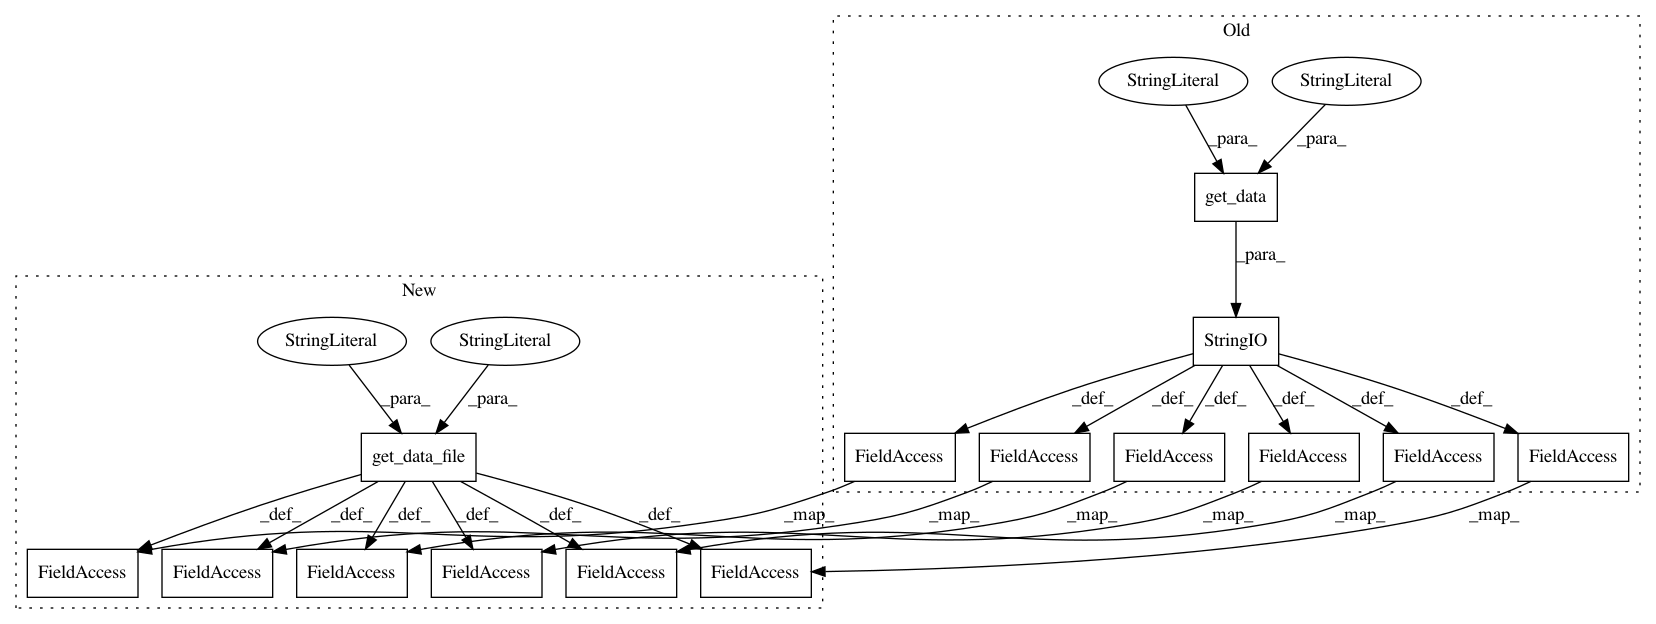 Old
StringLiteral StringLiteral
_para_ _para_
get_data
_para_
New
StringLiteral StringLiteral StringIO
_para_ _para_ _def_ _def_ _def_ _def_ _def_ _def_
get_data_file FieldAccess FieldAccess FieldAccess FieldAccess FieldAccess FieldAccess
_def_ _def_ _def_ _def_ _def_ _def_ _map_ _map_ _map_ _map_ _map_ _map_
FieldAccess FieldAccess FieldAccess FieldAccess FieldAccess FieldAccess